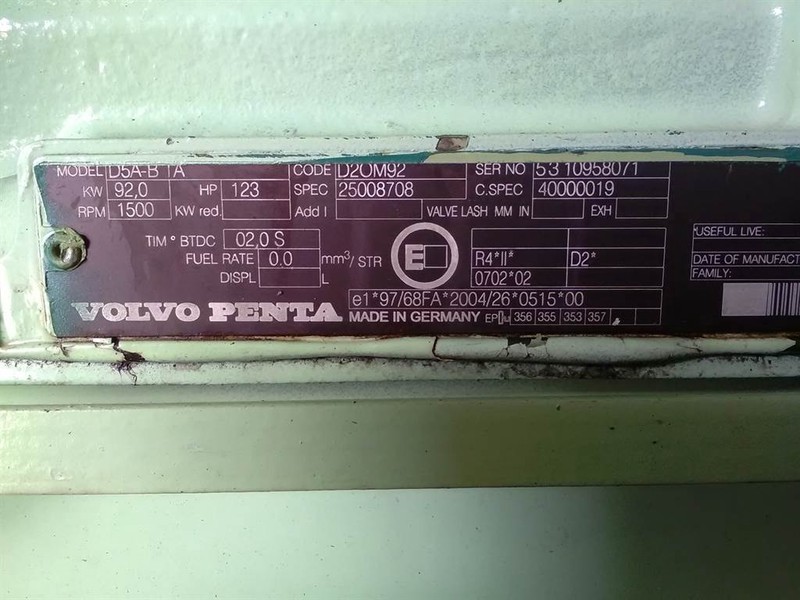 MODEL D5A-B TA CODE D2OM92 SER NO 5310958071
KW 92,0 HP 123 SPEC 25008708 C.SPEC 40000019
RPM 1500 KW red. Add I VALVE LASH MM IN EXH
*USEFUL LIVE:
TIM ° BTDC 02,0 S E R4*II* D2*
FUEL RATE 0.0 mm³/STR DATE OF MANUFACT
DISPL L 0702*02 FAMILY:
VOLVO PENTA e1*97/68FA*2004/26*0515*00
MADE IN GERMANY 356 355 353 357